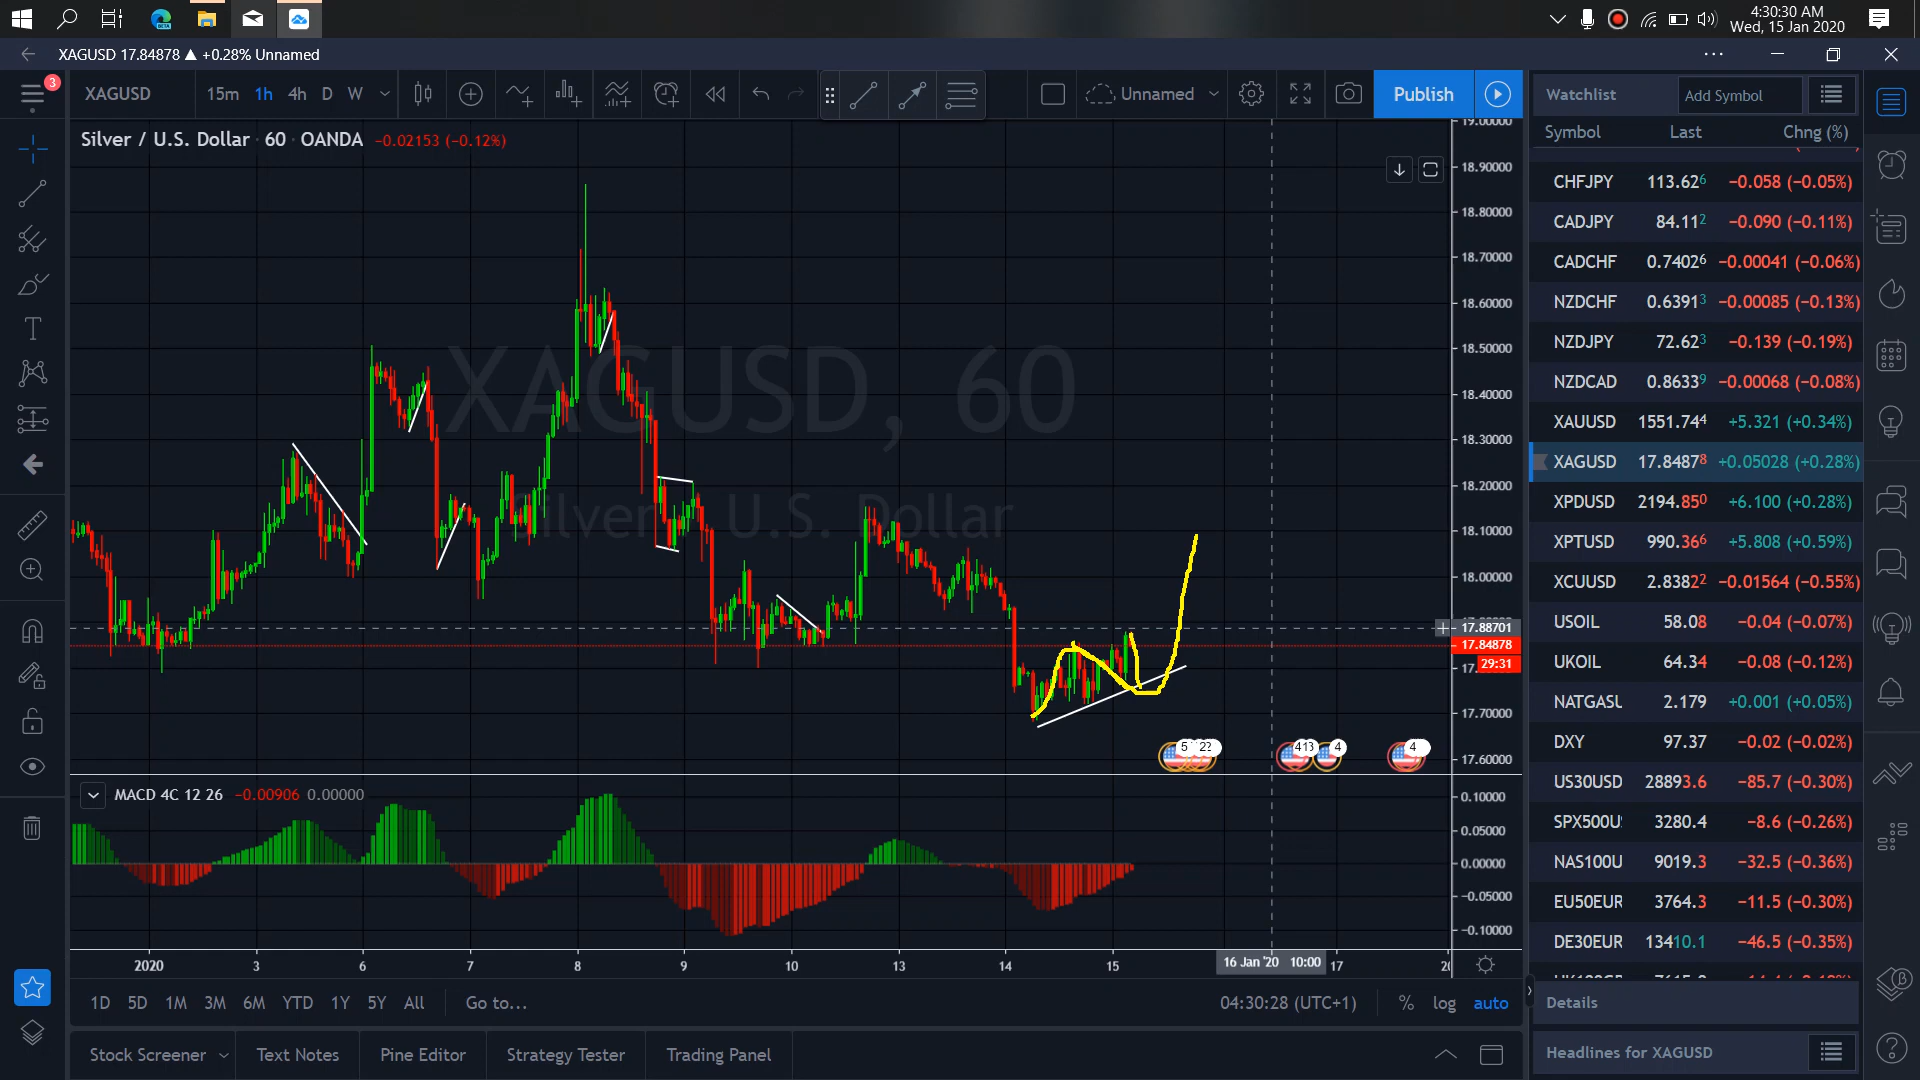 4:30:30 AM
Wed, 15 Jan 2020
XAGUSD 17.84878 ▲ +0.28% Unnamed
3
XAGUSD 15m 1h 4h D W
Unnamed
Publish
Watchlist
Add Symbol
Symbol Last Chng (%)
Silver / U.S. Dollar · 60 · OANDA −0.02153 (−0.12%)
XAGUSD, 60
Silver / U.S. Dollar
19.00000
18.90000
18.80000
18.70000
18.60000
18.50000
18.40000
18.30000
18.20000
18.10000
18.00000
17.88701
17.84878
29:31
17.70000
17.60000
CHFJPY 113.626 −0.058 (−0.05%)
CADJPY 84.112 −0.090 (−0.11%)
CADCHF 0.74026 −0.00041 (−0.06%)
NZDCHF 0.63913 −0.00085 (−0.13%)
NZDJPY 72.623 −0.139 (−0.19%)
NZDCAD 0.86339 −0.00068 (−0.08%)
XAUUSD 1551.744 +5.321 (+0.34%)
XAGUSD 17.84878 +0.05028 (+0.28%)
XPDUSD 2194.850 +6.100 (+0.28%)
XPTUSD 990.366 +5.808 (+0.59%)
XCUUSD 2.83822 −0.01564 (−0.55%)
USOIL 58.08 −0.04 (−0.07%)
UKOIL 64.34 −0.08 (−0.12%)
NATGASU 2.179 +0.001 (+0.05%)
DXY 97.37 −0.02 (−0.02%)
US30USD 28893.6 −85.7 (−0.30%)
SPX500U 3280.4 −8.6 (−0.26%)
NAS100U 9019.3 −32.5 (−0.36%)
EU50EUR 3764.3 −11.5 (−0.30%)
DE30EUR 13410.1 −46.5 (−0.35%)
5 22 413 4 4
MACD 4C 12 26 −0.00906 0.00000
0.10000
0.05000
0.00000
−0.05000
−0.10000
2020 3 6 7 8 9 10 13 14 15 16 Jan '20 10:00 17
1D 5D 1M 3M 6M YTD 1Y 5Y All Go to...
04:30:28 (UTC+1) % log auto
Details
Stock Screener Text Notes Pine Editor Strategy Tester Trading Panel
Headlines for XAGUSD